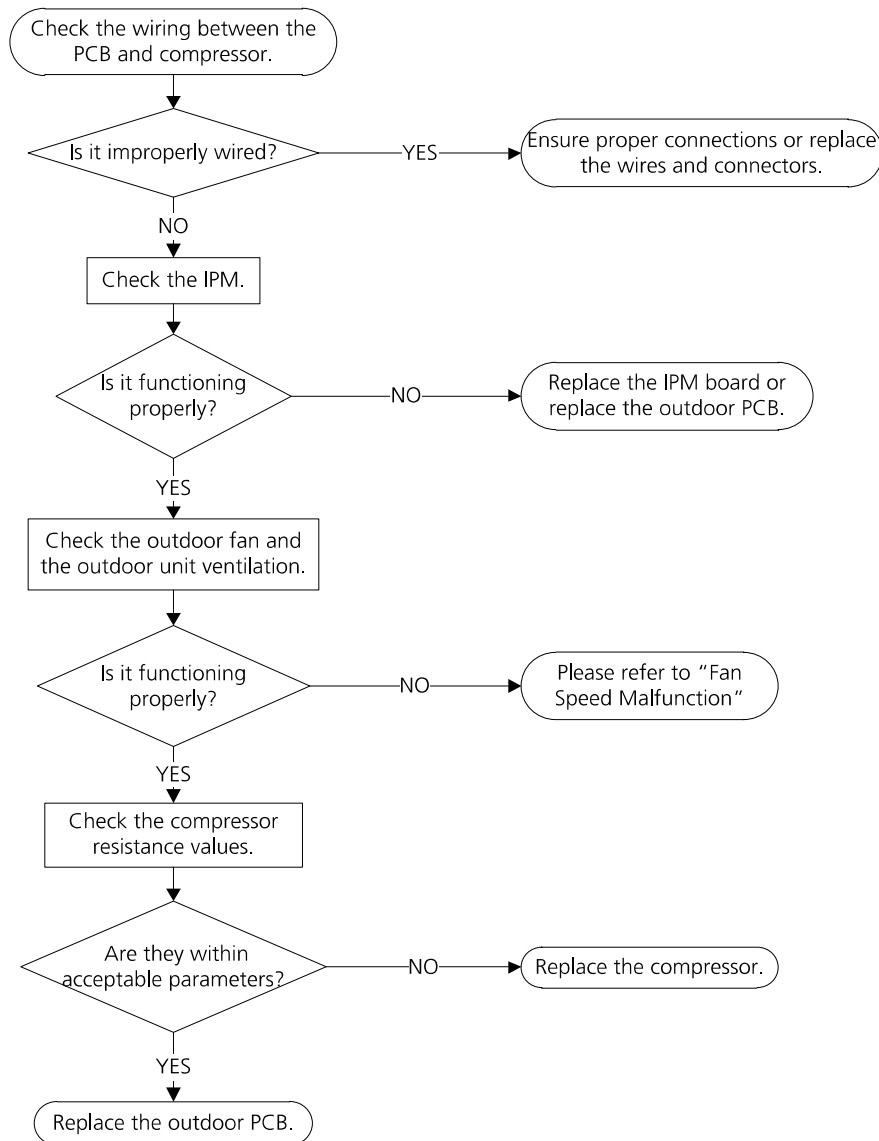 Check the wiring between the
PCB and compressor.
Is it improperly wired?
YES
Ensure proper connections or replace
the wires and connectors.
NO
Check the IPM.
Is it functioning
properly?
NO
Replace the IPM board or
replace the outdoor PCB.
YES
Check the outdoor fan and
the outdoor unit ventilation.
Is it functioning
properly?
NO
Please refer to “Fan
Speed Malfunction“
YES
Check the compressor
resistance values.
Are they within
acceptable parameters?
NO
Replace the compressor.
YES
Replace the outdoor PCB.